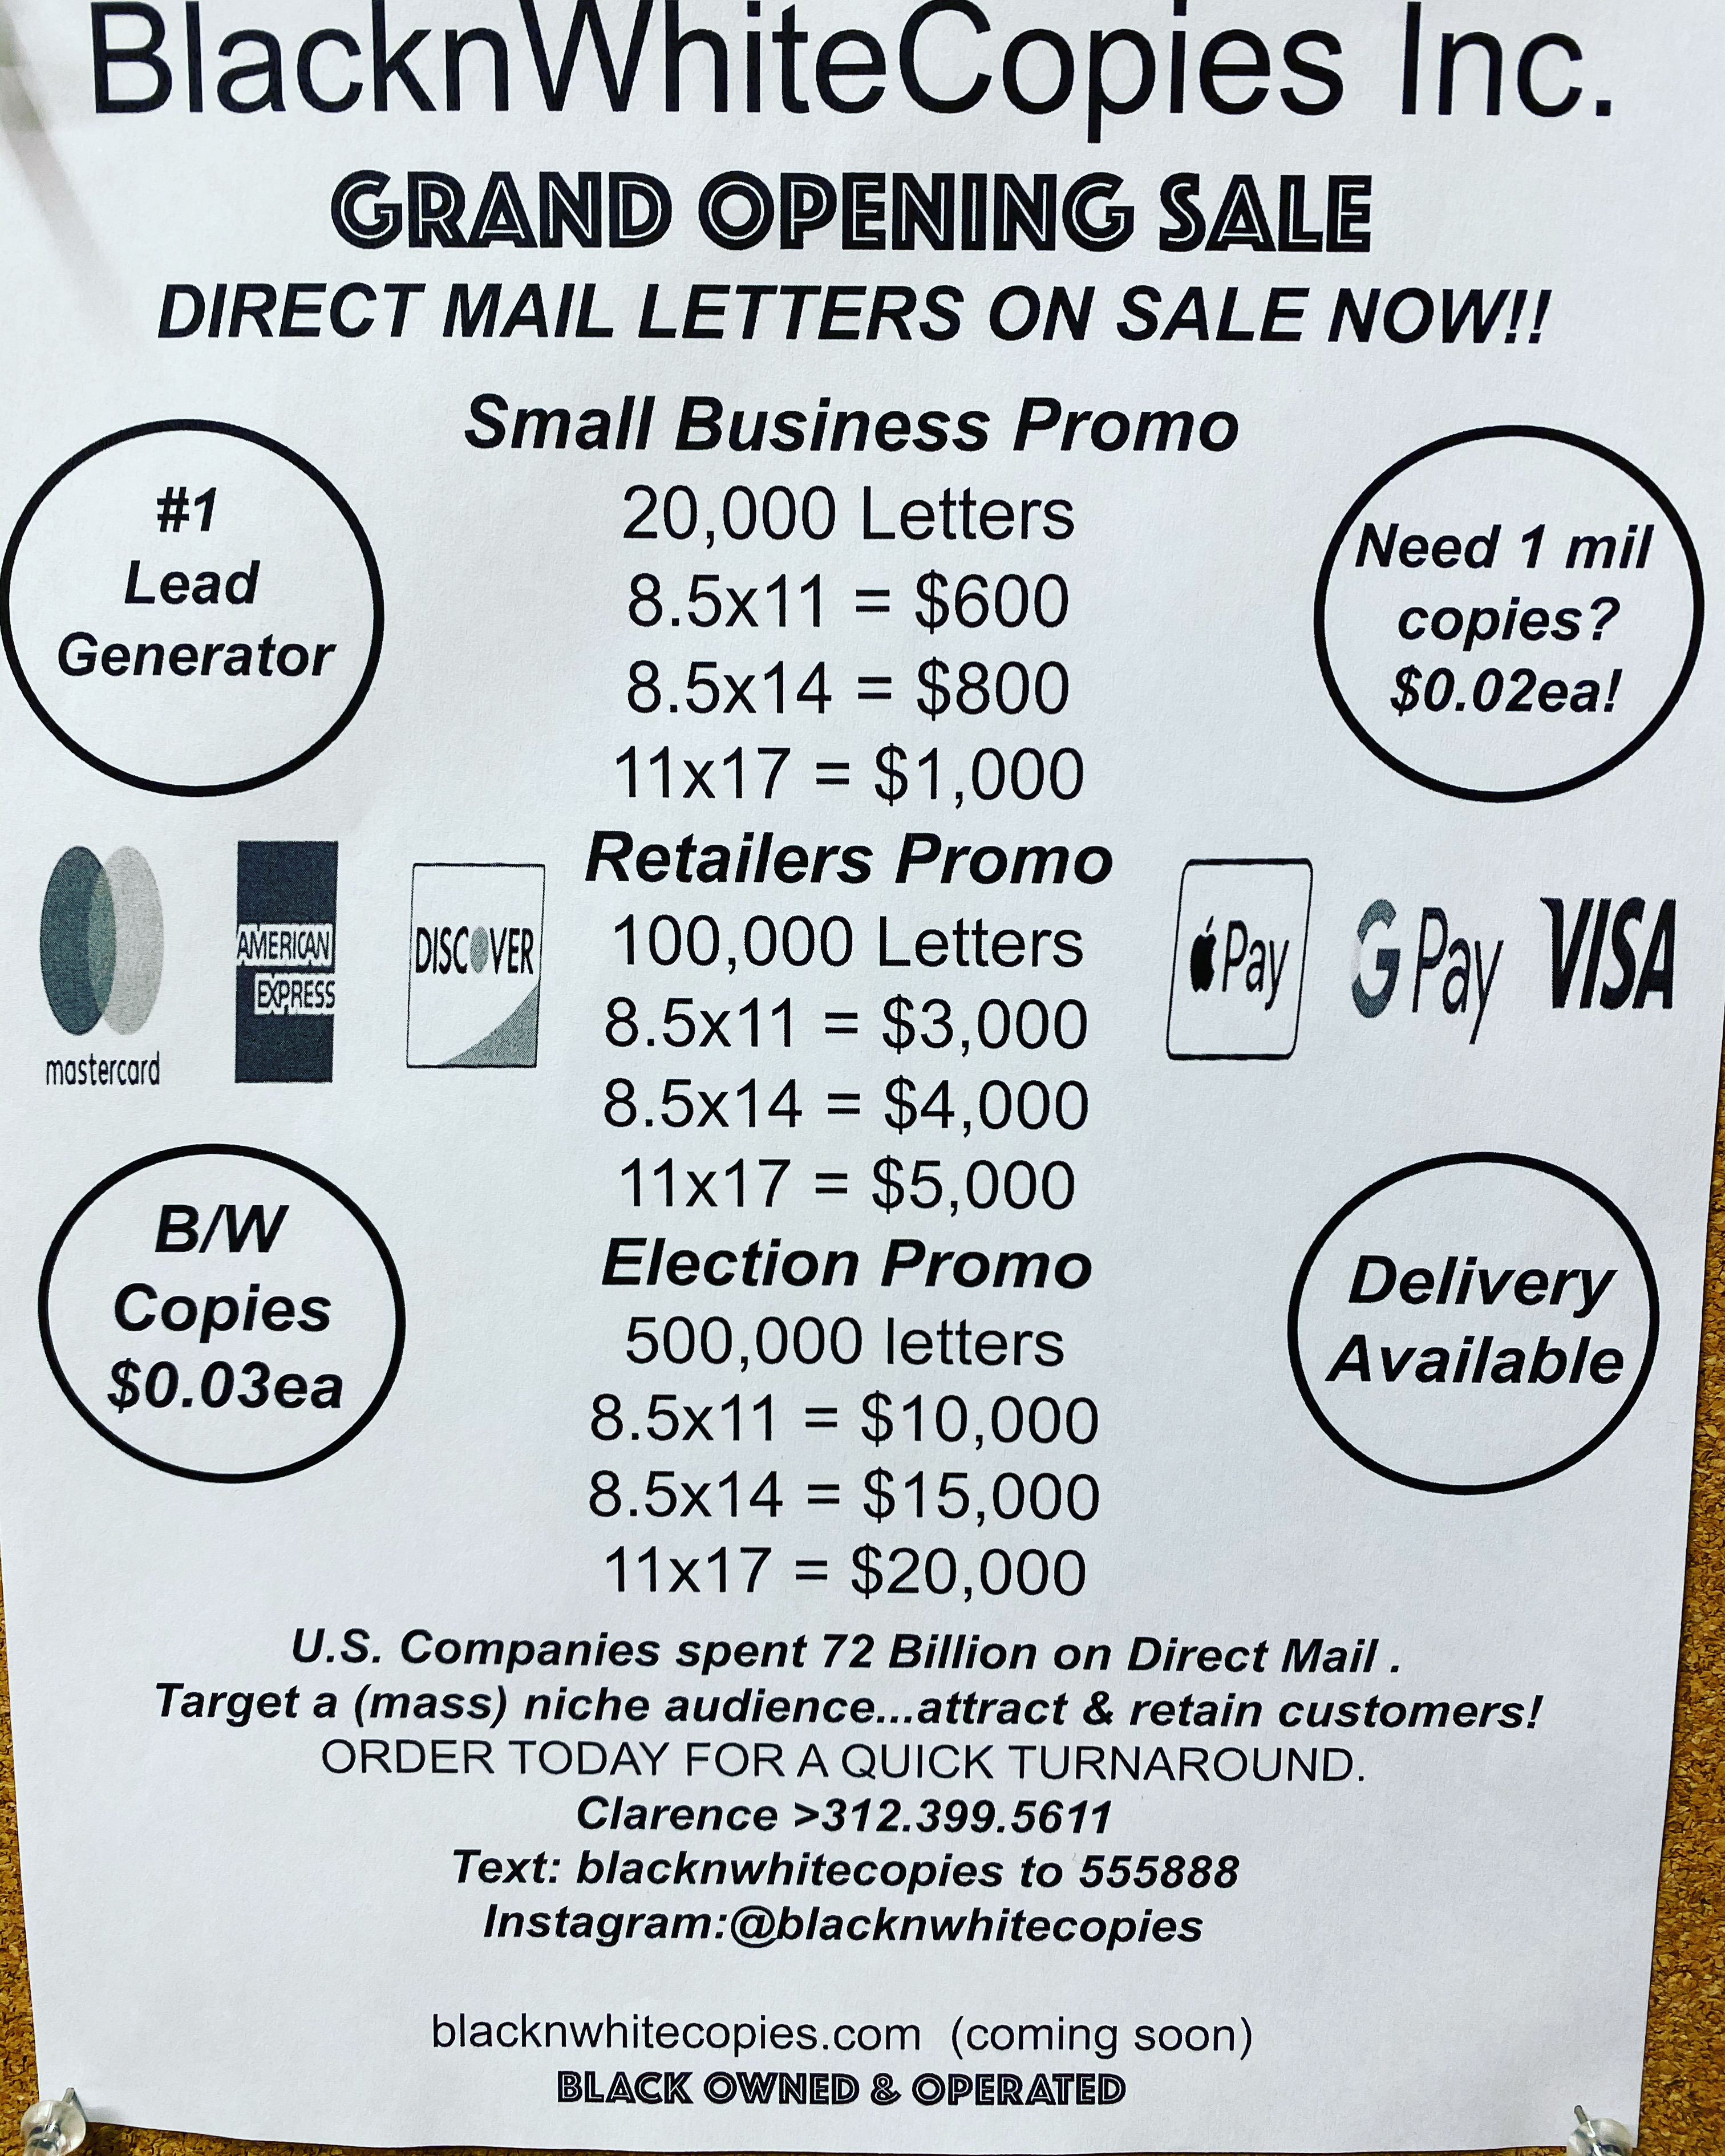 BlacknWhiteCopies Inc.
GRAND OPENING SALE
DIRECT MAIL LETTERS ON SALE NOW!!
#1
Lead
Generator
Small Business Promo
20,000 Letters
8.5x11 = $600
8.5x14 = $800
11x17 = $1,000
Need 1 mil
copies?
$0.02ea!
mastercard
AMERICAN
EXPRESS
DISCOVER
Retailers Promo
100,000 Letters
8.5x11 = $3,000
8.5x14 = $4,000
11x17 = $5,000
Pay
G Pay
VISA
B/W
Copies
$0.03ea
Election Promo
500,000 letters
8.5x11 = $10,000
8.5x14 = $15,000
11x17 = $20,000
Delivery
Available
U.S. Companies spent 72 Billion on Direct Mail .
Target a (mass) niche audience...attract & retain customers!
ORDER TODAY FOR A QUICK TURNAROUND.
Clarence >312.399.5611
Text: blacknwhitecopies to 555888
Instagram:@blacknwhitecopies
blacknwhitecopies.com (coming soon)
BLACK OWNED & OPERATED